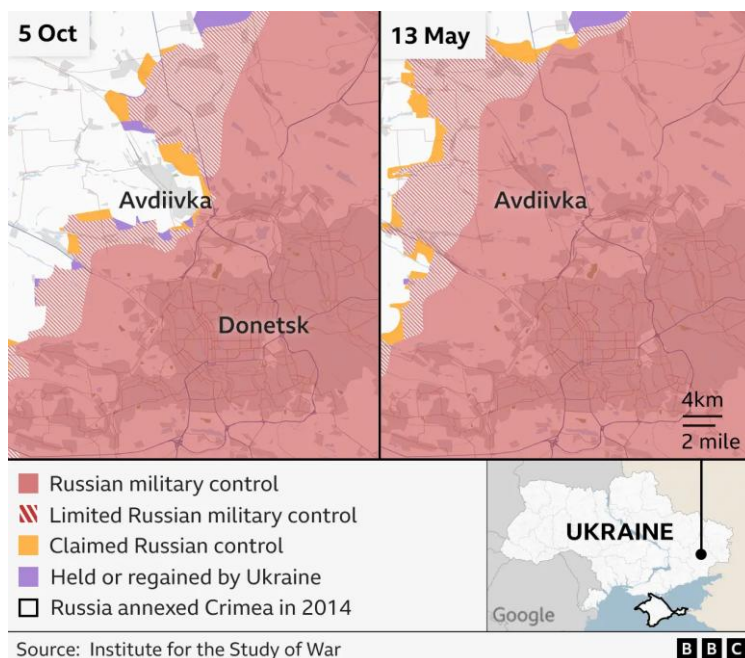 5 Oct
Avdiivka
Donetsk
13 May
Avdiivka
4km
2 mile
Russian military control
Limited Russian military control
Claimed Russian control
Held or regained by Ukraine
Russia annexed Crimea in 2014
UKRAINE
Google
Source: Institute for the Study of War
BBC